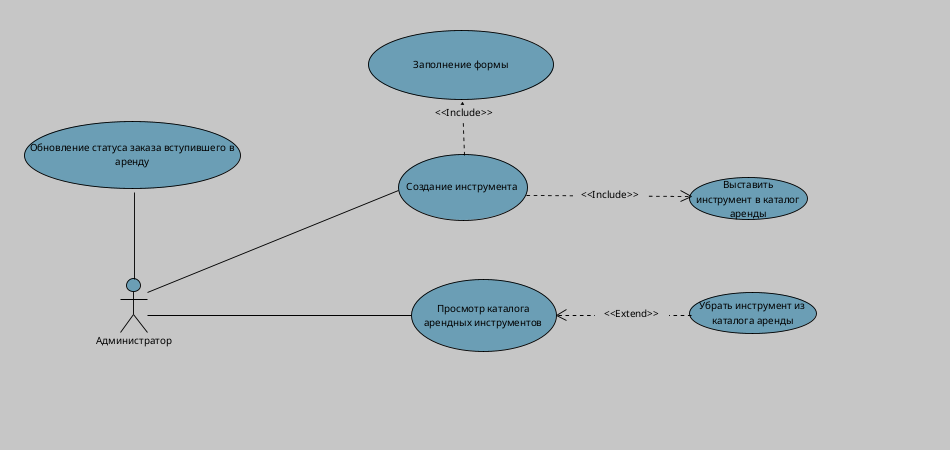 Заполнение формы
<<Include>>
Обновление статуса заказа вступившего в
аренду
Создание инструмента
<<Include>>
Выставить
инструмент в каталог
аренды
Просмотр каталога
арендных инструментов
<<Extend>>
Убрать инструмент из
каталога аренды
Администратор